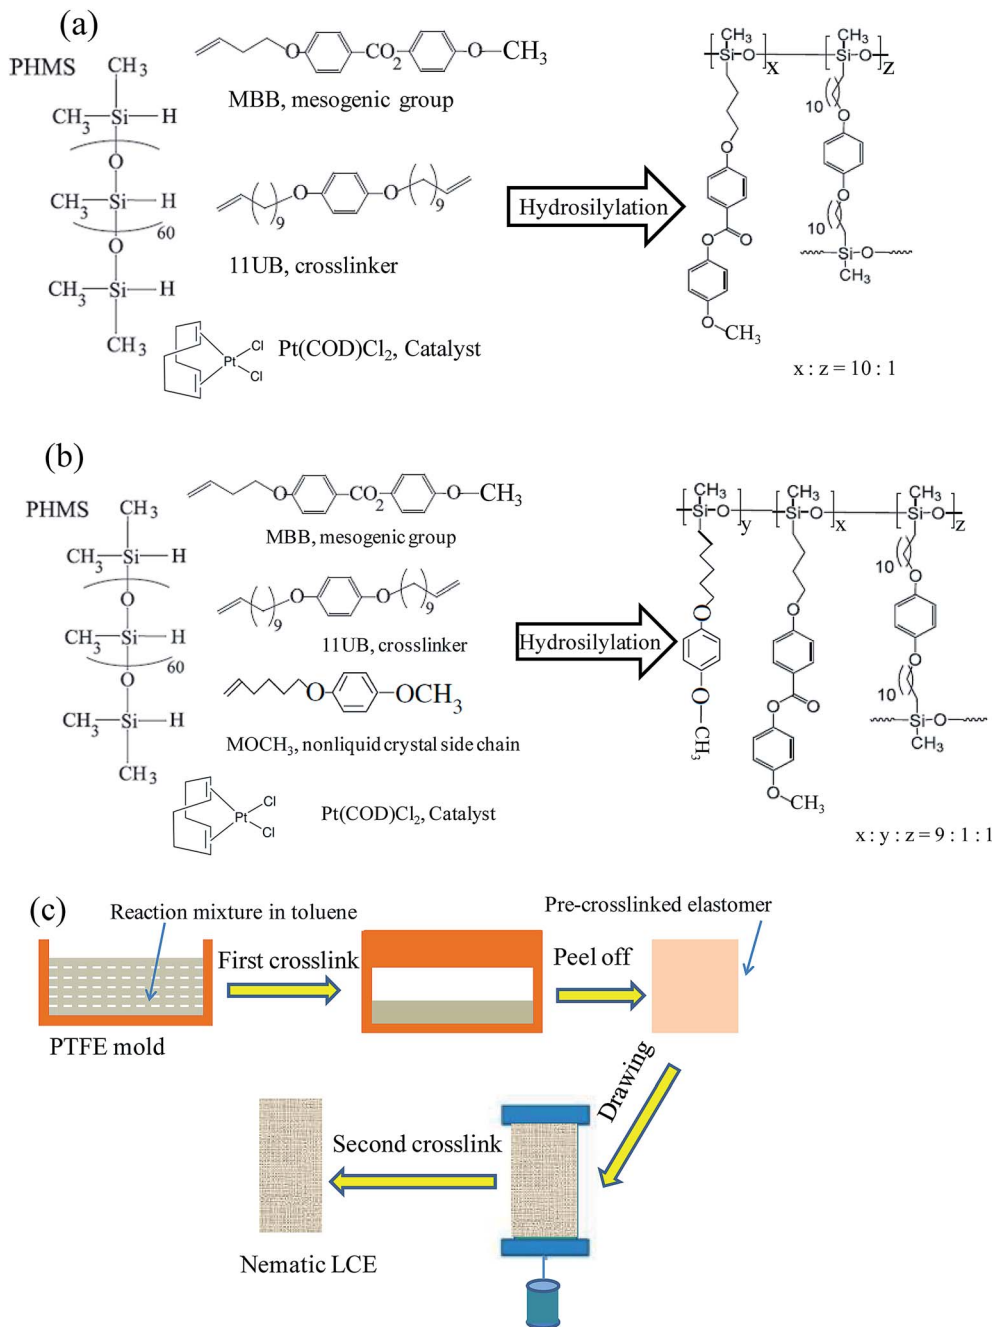 (a)
PHMS
CH3
CH3 Si H
O
CH3 Si H
60
O
CH3 Si H
CH3
O CO2 O CH3
MBB, mesogenic group
O O
9 9
11UB, crosslinker
Pt Cl Cl
Pt(COD)Cl2, Catalyst
Hydrosilylation
CH3 CH3
Si-O x Si-O z
10
O O
O O
10
O
Si O
CH3
O CH3
x : z = 10 : 1
(b)
PHMS
CH3
CH3 Si H
O
CH3 Si H
60
O
CH3 Si H
CH3
O CO2 O CH3
MBB, mesogenic group
O O
9 9
11UB, crosslinker
O OCH3
MOCH3, nonliquid crystal side chain
Pt Cl Cl
Pt(COD)Cl2, Catalyst
Hydrosilylation
CH3 CH3 CH3
Si-O y Si-O x Si-O z
10
O O O
O O O
10
O
Si O
CH3
CH3
O CH3
x : y : z = 9 : 1 : 1
(c)
Reaction mixture in toluene
Pre-crosslinked elastomer
First crosslink
Peel off
PTFE mold
Drawing
Second crosslink
Nematic LCE